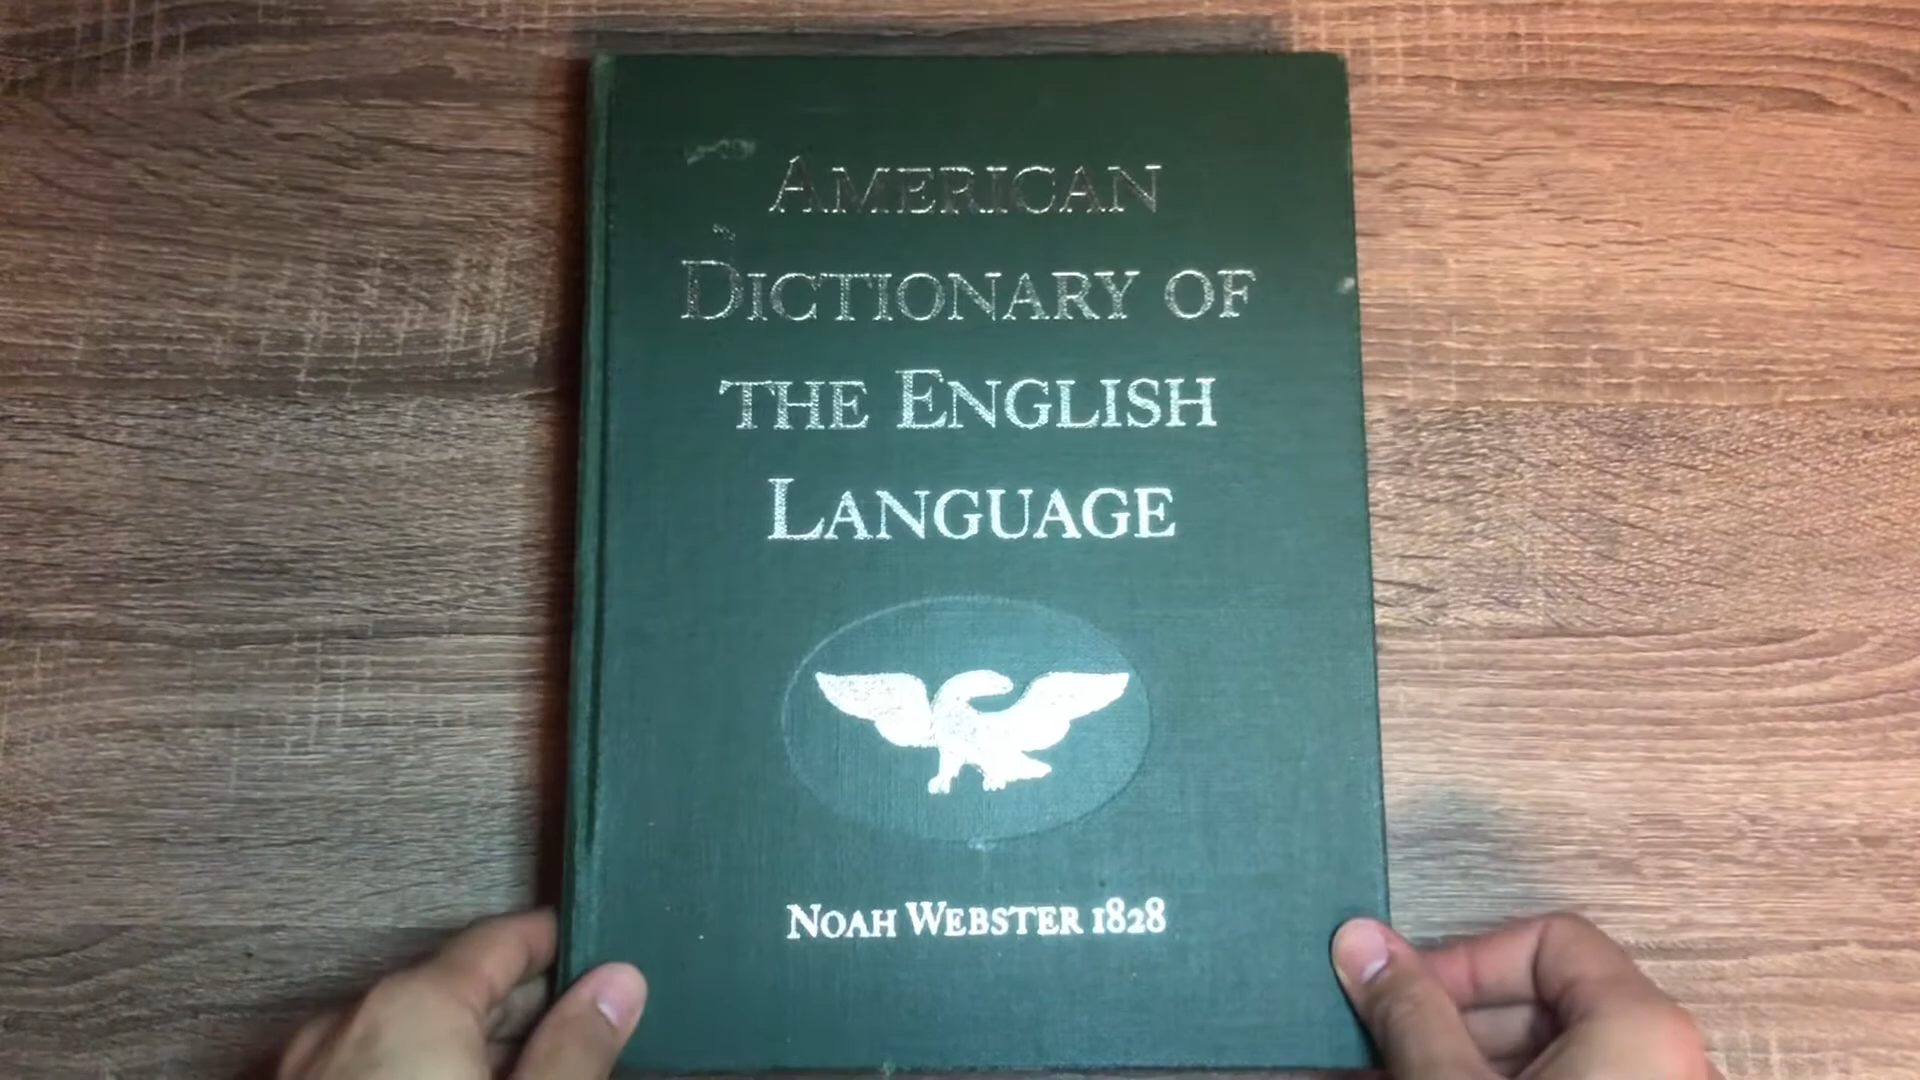 American
Dictionary of
the English
Language
Noah Webster 1828